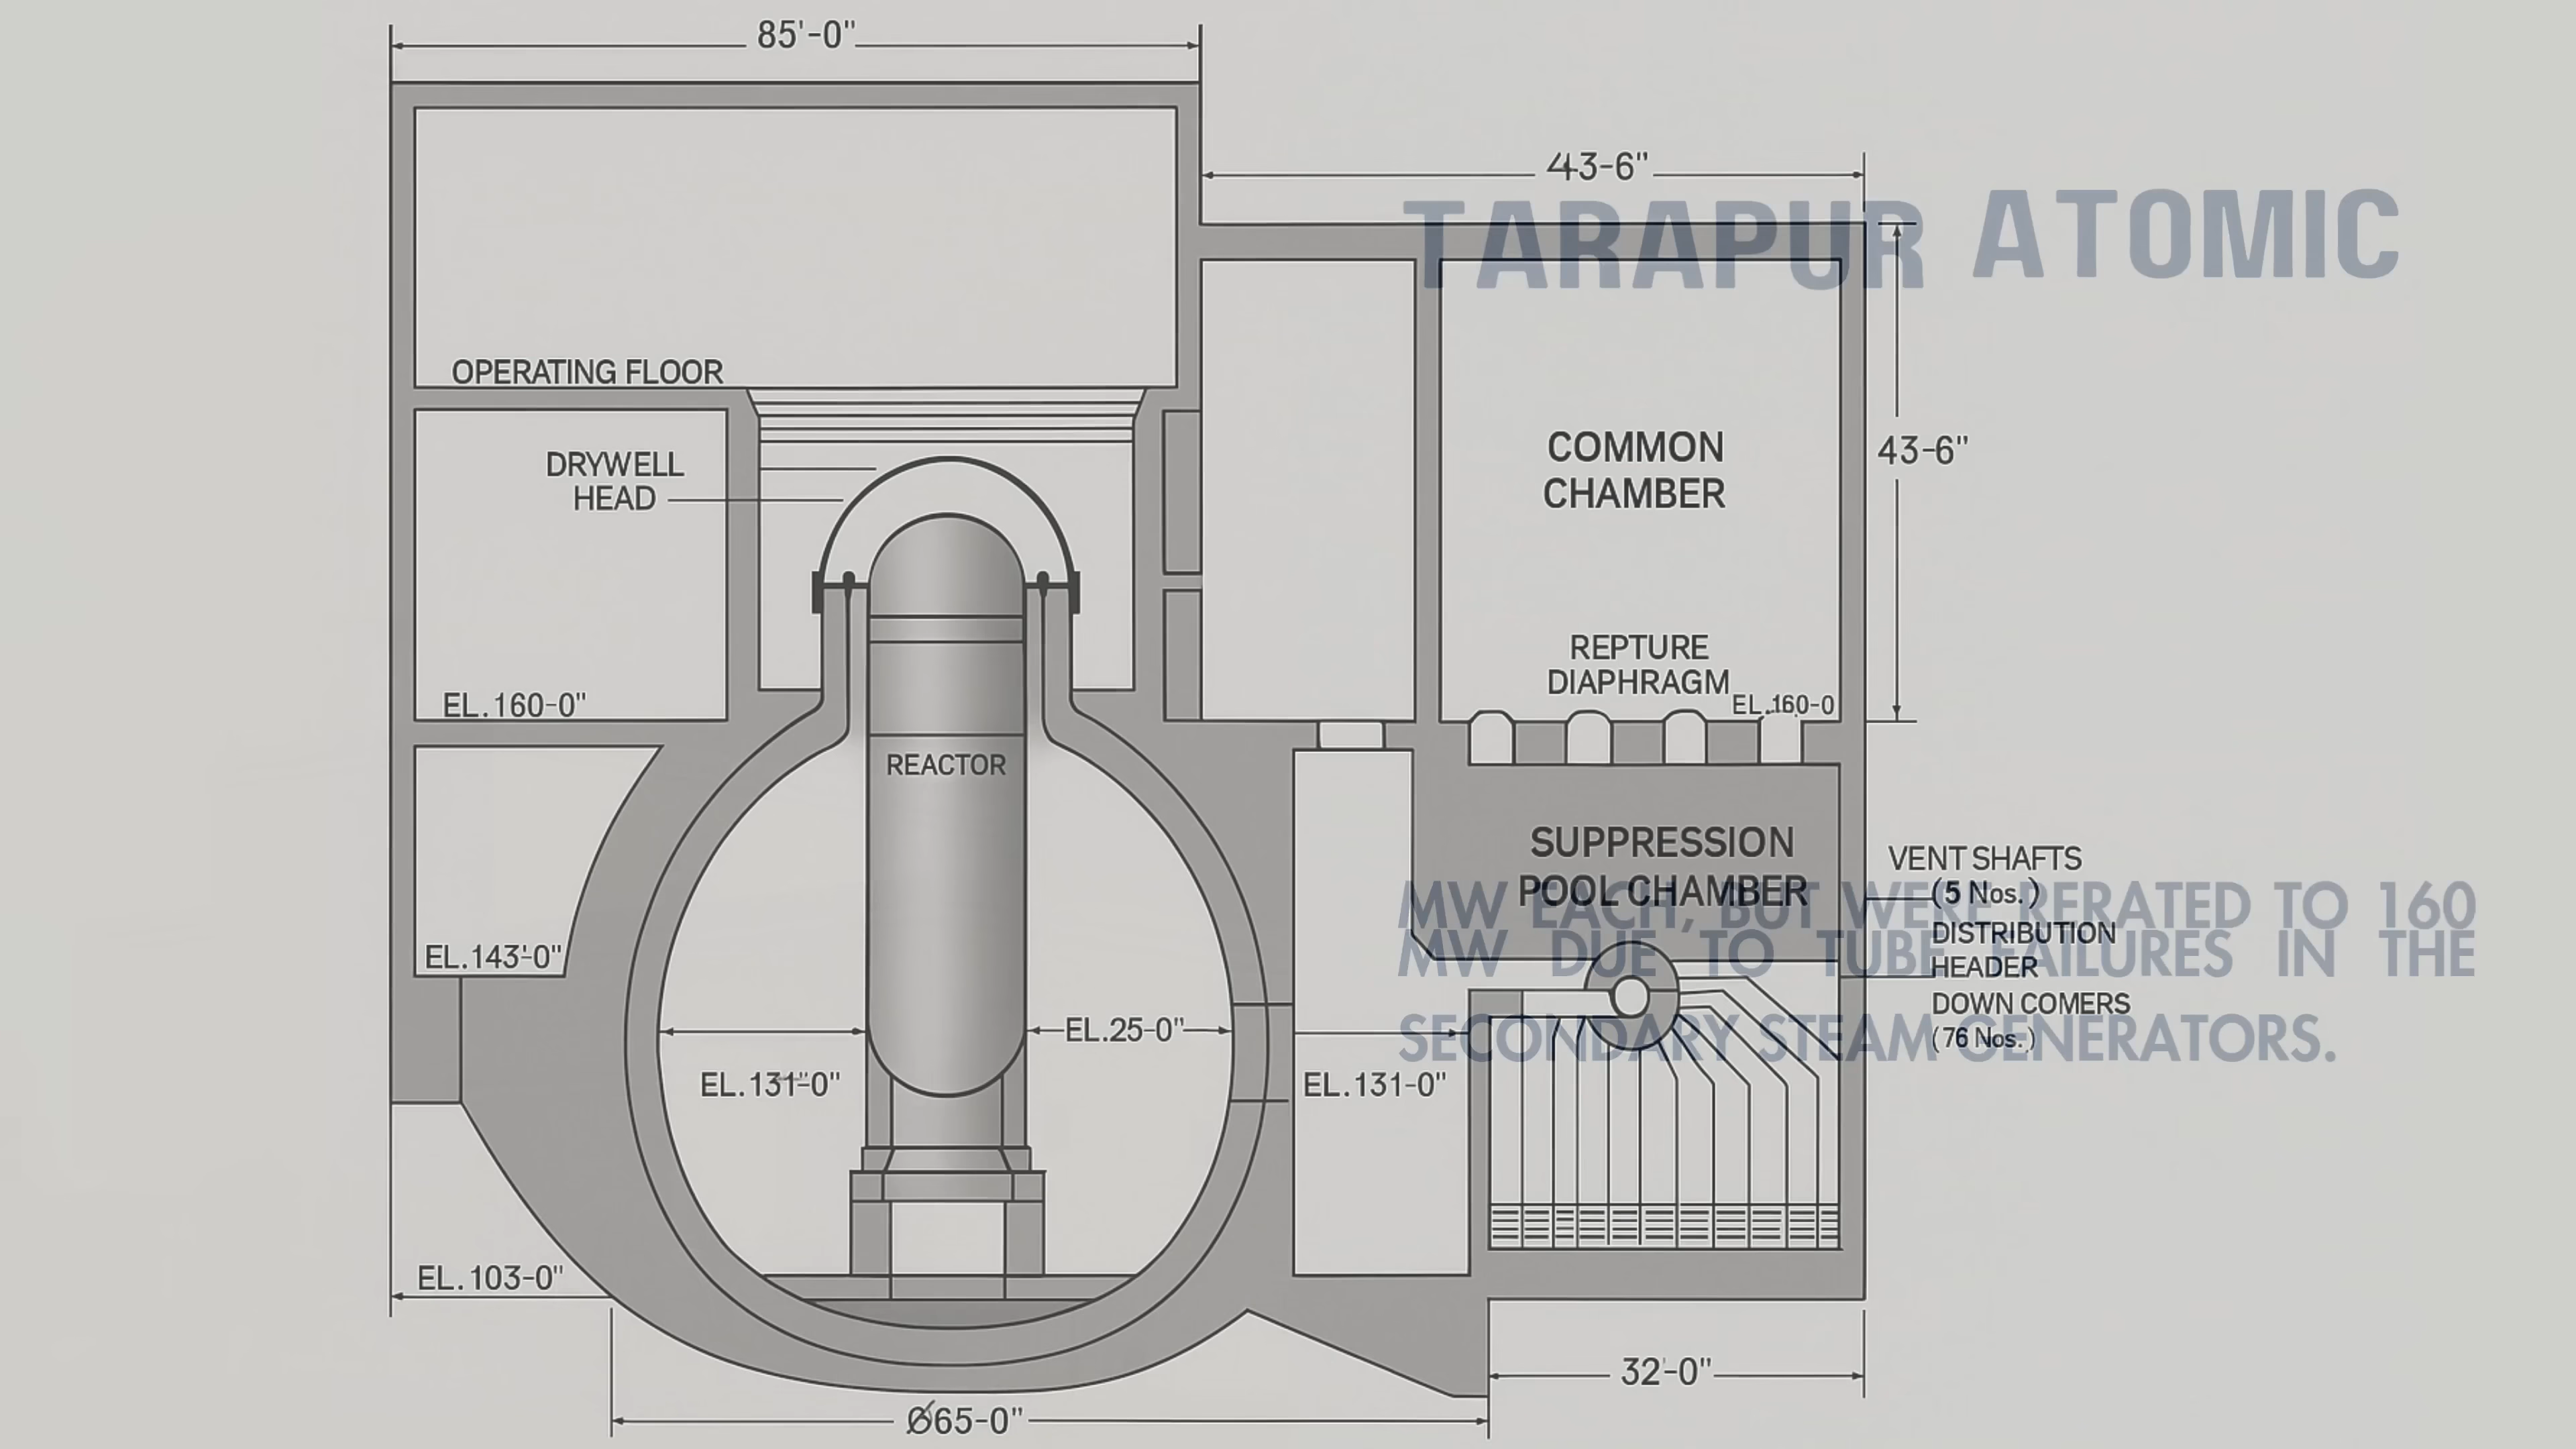 85'-0"
43-6"
TARAPUR ATOMIC
OPERATING FLOOR
DRYWELL
HEAD
COMMON
CHAMBER
43-6"
REPTURE
DIAPHRAGM
EL.160-0
EL.160-0"
REACTOR
SUPPRESSION
POOL CHAMBER
VENT SHAFTS
(5 Nos.)
MW EACH, BUT WERE RERATED TO 160
DISTRIBUTION
MW DUE TO TUBE FAILURES IN THE
HEADER
EL.143'-0"
DOWN COMERS
(76 Nos.)
SECONDARY STEAM GENERATORS.
EL.25-0"
EL.131-0"
EL.131-0"
EL.103-0"
32'-0"
Ø65-0"